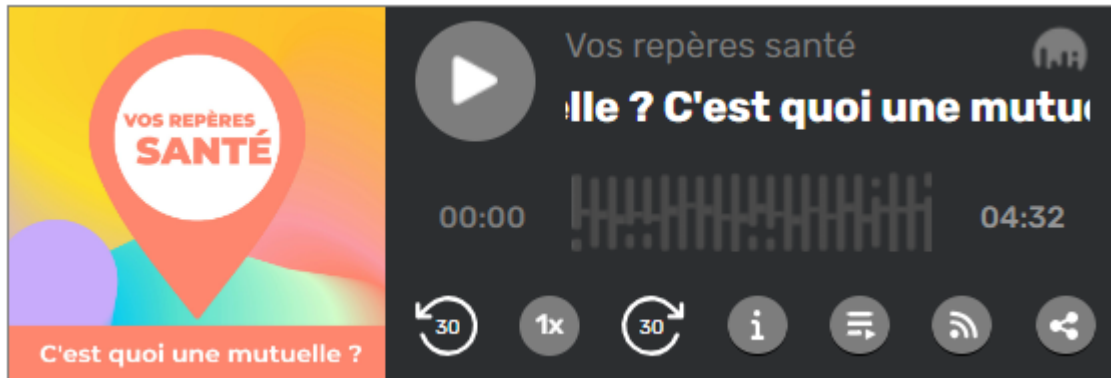 VOS REPÈRES
SANTÉ
C'est quoi une mutuelle ?
Vos repères santé
lle ? C'est quoi une mutu
00:00
04:32
30
1x
30
i